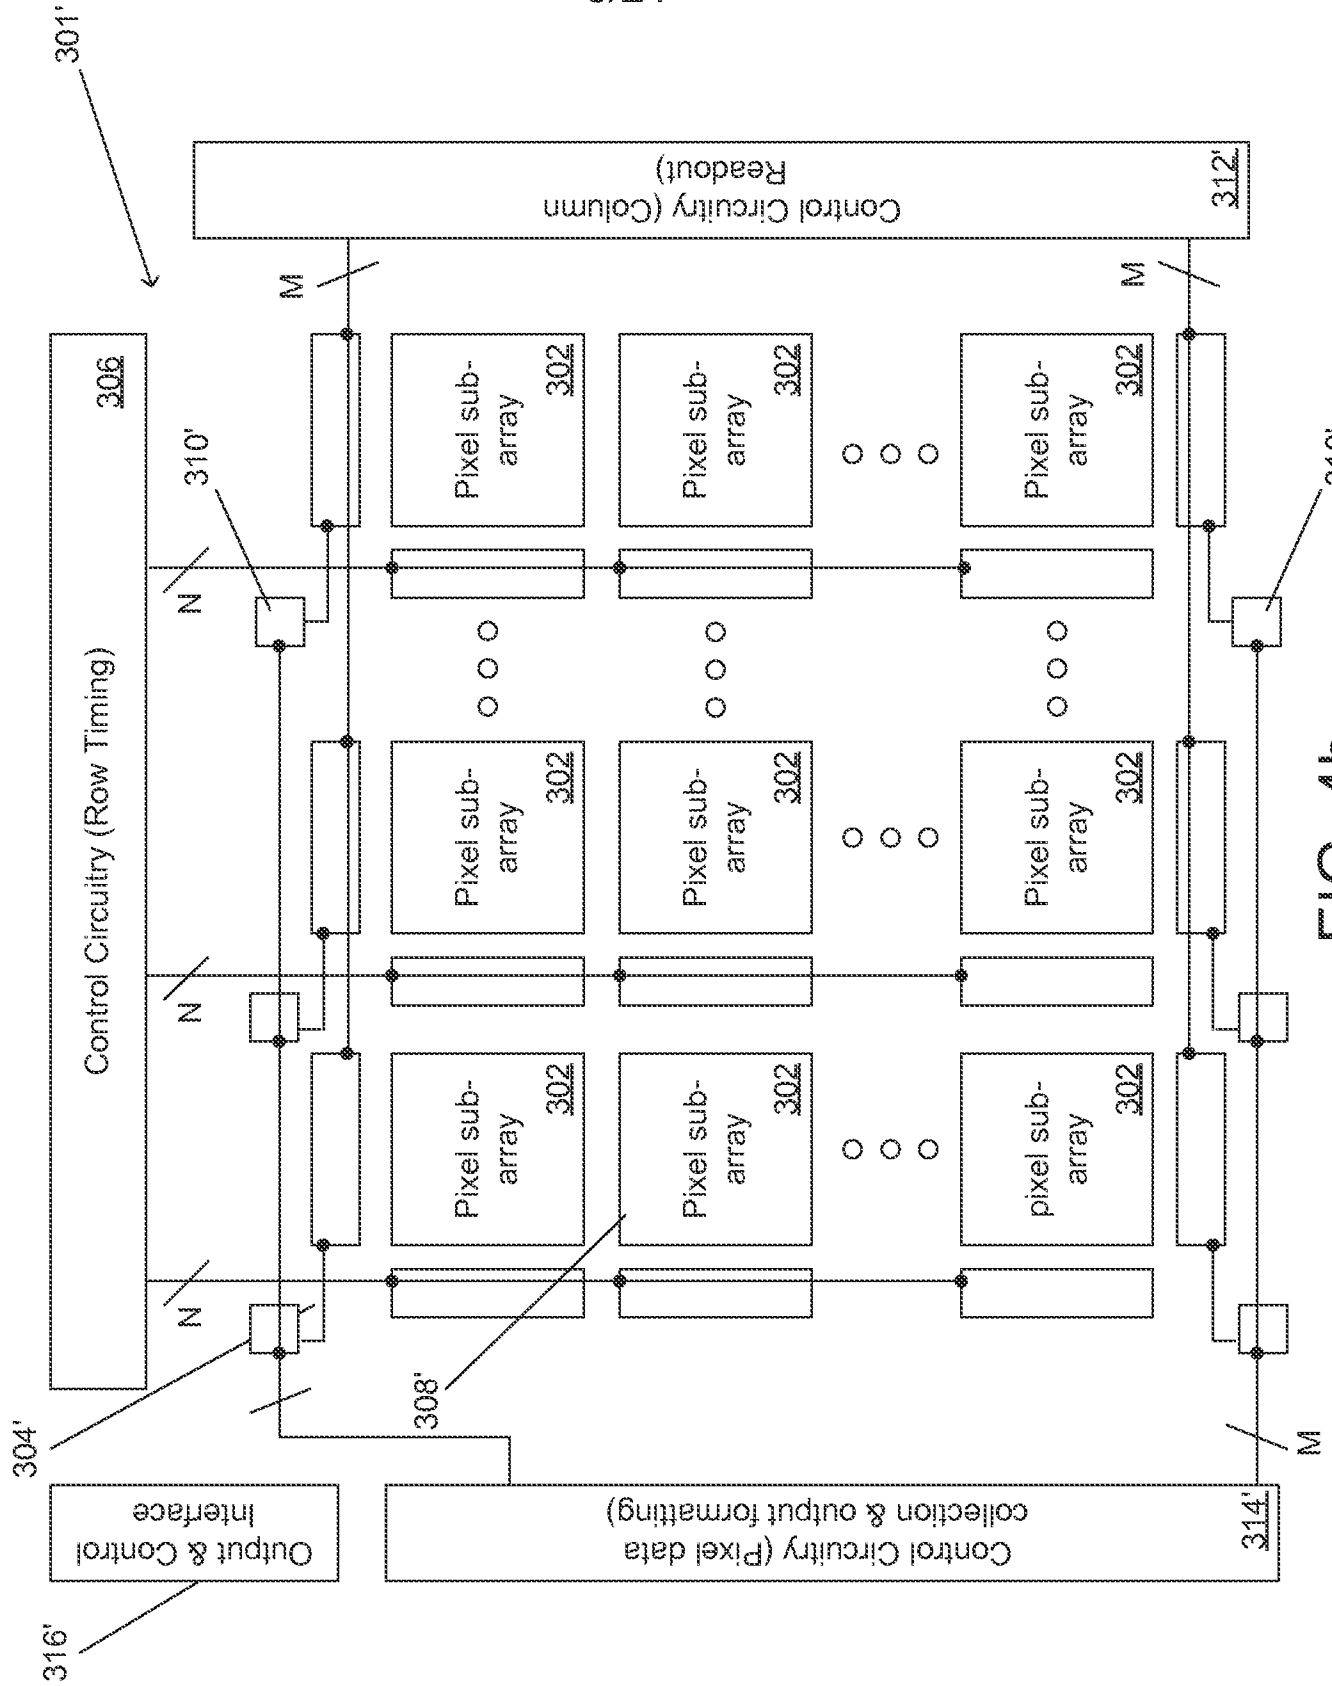 301'
Control Circuitry (Row Timing)
306
310'
304'
316'
Output & Control
Interface
Control Circuitry (Pixel data
collection & output formatting)
314'
Control Circuitry (Column
Readout)
312'
N
N
N
M
M
M
308'
Pixel sub-
array
302
Pixel sub-
array
302
Pixel sub-
array
302
Pixel sub-
array
302
Pixel sub-
array
302
Pixel sub-
array
302
pixel sub-
array
302
Pixel sub-
array
302
Pixel sub-
array
302